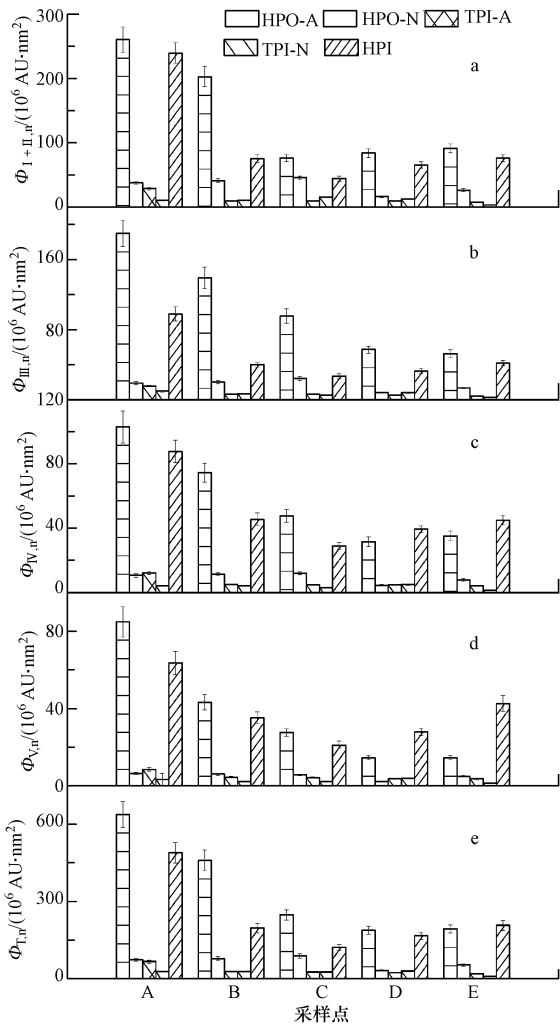 HPO-A HPO-N TPI-A
TPI-N HPI
300
200
100
0
Φ I+II,n/(10⁶ AU·nm²)
a
160
80
120
Φ III,n/(10⁶ AU·nm²)
b
80
40
0
Φ IV,n/(10⁶ AU·nm²)
c
80
40
0
Φ V,n/(10⁶ AU·nm²)
d
600
300
0
Φ T,n/(10⁶ AU·nm²)
e
A B C D E
采样点